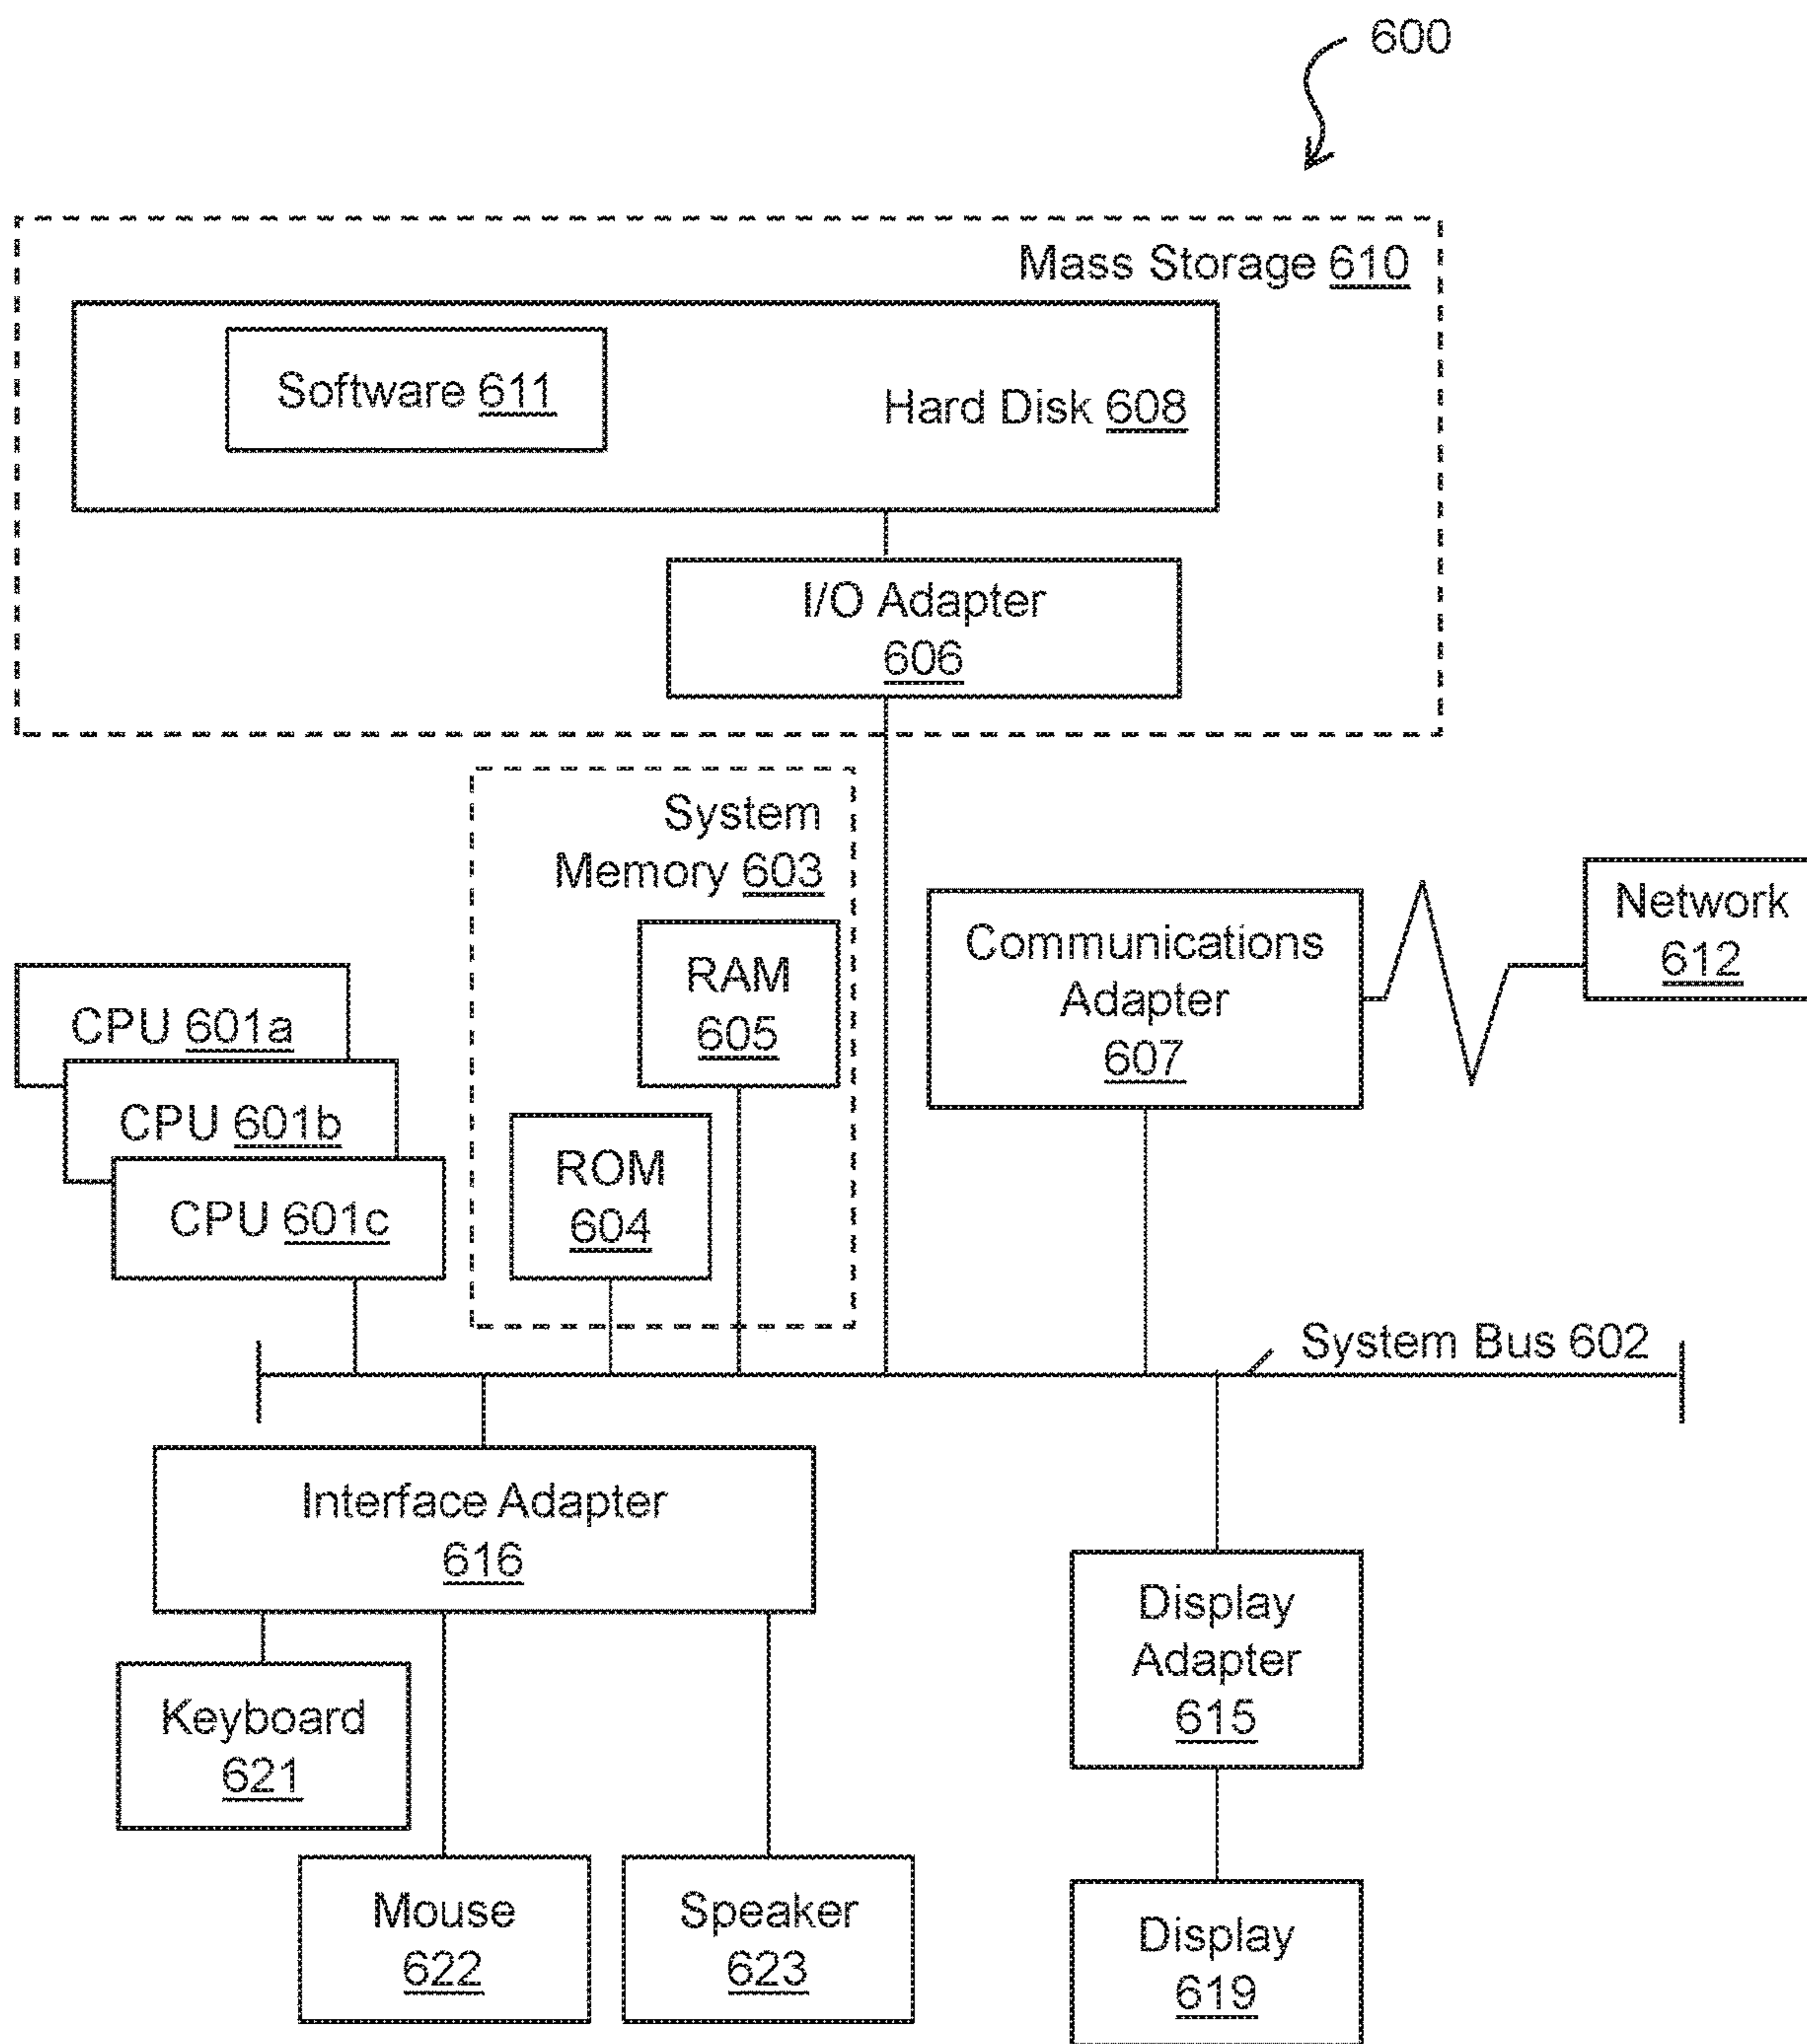 600
Mass Storage 610
Software 611
Hard Disk 608
I/O Adapter
606
System
Memory 603
RAM
605
ROM
604
Communications
Adapter
607
Network
612
CPU 601a
CPU 601b
CPU 601c
System Bus 602
Interface Adapter
616
Keyboard
621
Mouse
622
Speaker
623
Display
Adapter
615
Display
619